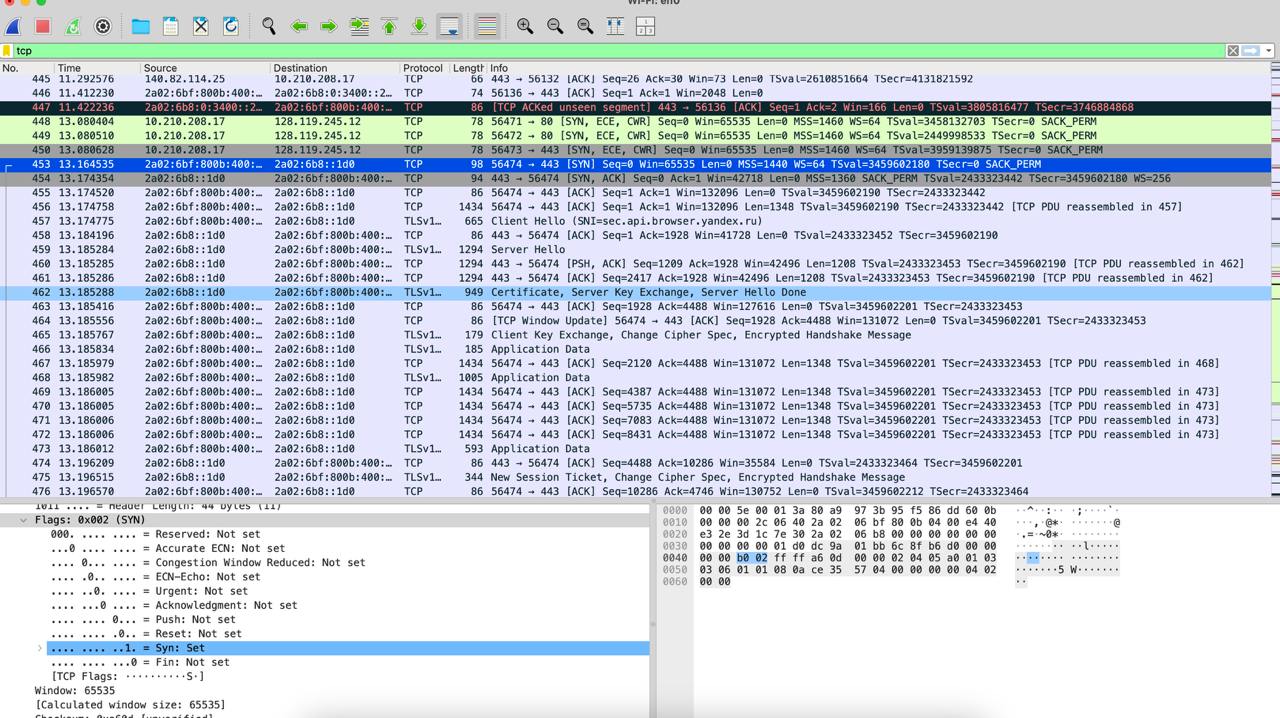 Wi-Fi: en0
tcp
No. Time Source Destination Protocol Length Info
445 11.292576 140.82.114.25 10.210.208.17 TCP 66 443 → 56132 [ACK] Seq=26 Ack=30 Win=73 Len=0 TSval=2610851664 TSecr=4131821592
446 11.412230 2a02:6bf:800b:400:… 2a02:6b8:0:3400::2… TCP 74 56136 → 443 [ACK] Seq=1 Ack=1 Win=2048 Len=0
447 11.422236 2a02:6b8:0:3400::2… 2a02:6bf:800b:400:… TCP 86 [TCP ACKed unseen segment] 443 → 56136 [ACK] Seq=1 Ack=2 Win=166 Len=0 TSval=3805816477 TSecr=3746884868
448 13.080404 10.210.208.17 128.119.245.12 TCP 78 56471 → 80 [SYN, ECE, CWR] Seq=0 Win=65535 Len=0 MSS=1460 WS=64 TSval=3458132703 TSecr=0 SACK_PERM
449 13.080510 10.210.208.17 128.119.245.12 TCP 78 56472 → 80 [SYN, ECE, CWR] Seq=0 Win=65535 Len=0 MSS=1460 WS=64 TSval=2449998533 TSecr=0 SACK_PERM
450 13.080628 10.210.208.17 128.119.245.12 TCP 78 56473 → 443 [SYN, ECE, CWR] Seq=0 Win=65535 Len=0 MSS=1460 WS=64 TSval=3959139875 TSecr=0 SACK_PERM
453 13.164535 2a02:6bf:800b:400:… 2a02:6b8::1d0 TCP 98 56474 → 443 [SYN] Seq=0 Win=65535 Len=0 MSS=1440 WS=64 TSval=3459602180 TSecr=0 SACK_PERM
454 13.174354 2a02:6b8::1d0 2a02:6bf:800b:400:… TCP 94 443 → 56474 [SYN, ACK] Seq=0 Ack=1 Win=42718 Len=0 MSS=1360 SACK_PERM TSval=2433323442 TSecr=3459602180 WS=256
455 13.174520 2a02:6bf:800b:400:… 2a02:6b8::1d0 TCP 86 56474 → 443 [ACK] Seq=1 Ack=1 Win=132096 Len=0 TSval=3459602190 TSecr=2433323442
456 13.174758 2a02:6bf:800b:400:… 2a02:6b8::1d0 TCP 1434 56474 → 443 [ACK] Seq=1 Ack=1 Win=132096 Len=1348 TSval=3459602190 TSecr=2433323442 [TCP PDU reassembled in 457]
457 13.174775 2a02:6bf:800b:400:… 2a02:6b8::1d0 TLSv1… 665 Client Hello (SNI=sec.api.browser.yandex.ru)
458 13.184196 2a02:6b8::1d0 2a02:6bf:800b:400:… TCP 86 443 → 56474 [ACK] Seq=1 Ack=1928 Win=41728 Len=0 TSval=2433323452 TSecr=3459602190
459 13.185284 2a02:6b8::1d0 2a02:6bf:800b:400:… TLSv1… 1294 Server Hello
460 13.185285 2a02:6b8::1d0 2a02:6bf:800b:400:… TCP 1294 443 → 56474 [PSH, ACK] Seq=1209 Ack=1928 Win=42496 Len=1208 TSval=2433323453 TSecr=3459602190 [TCP PDU reassembled in 462]
461 13.185286 2a02:6b8::1d0 2a02:6bf:800b:400:… TCP 1294 443 → 56474 [ACK] Seq=2417 Ack=1928 Win=42496 Len=1208 TSval=2433323453 TSecr=3459602190 [TCP PDU reassembled in 462]
462 13.185288 2a02:6b8::1d0 2a02:6bf:800b:400:… TLSv1… 949 Certificate, Server Key Exchange, Server Hello Done
463 13.185416 2a02:6bf:800b:400:… 2a02:6b8::1d0 TCP 86 56474 → 443 [ACK] Seq=1928 Ack=4488 Win=127616 Len=0 TSval=3459602201 TSecr=2433323453
464 13.185556 2a02:6bf:800b:400:… 2a02:6b8::1d0 TCP 86 [TCP Window Update] 56474 → 443 [ACK] Seq=1928 Ack=4488 Win=131072 Len=0 TSval=3459602201 TSecr=2433323453
465 13.185767 2a02:6bf:800b:400:… 2a02:6b8::1d0 TLSv1… 179 Client Key Exchange, Change Cipher Spec, Encrypted Handshake Message
466 13.185834 2a02:6bf:800b:400:… 2a02:6b8::1d0 TLSv1… 185 Application Data
467 13.185979 2a02:6bf:800b:400:… 2a02:6b8::1d0 TCP 1434 56474 → 443 [ACK] Seq=2120 Ack=4488 Win=131072 Len=1348 TSval=3459602201 TSecr=2433323453 [TCP PDU reassembled in 468]
468 13.185982 2a02:6bf:800b:400:… 2a02:6b8::1d0 TLSv1… 1005 Application Data
469 13.186005 2a02:6bf:800b:400:… 2a02:6b8::1d0 TCP 1434 56474 → 443 [ACK] Seq=4387 Ack=4488 Win=131072 Len=1348 TSval=3459602201 TSecr=2433323453 [TCP PDU reassembled in 473]
470 13.186005 2a02:6bf:800b:400:… 2a02:6b8::1d0 TCP 1434 56474 → 443 [ACK] Seq=5735 Ack=4488 Win=131072 Len=1348 TSval=3459602201 TSecr=2433323453 [TCP PDU reassembled in 473]
471 13.186006 2a02:6bf:800b:400:… 2a02:6b8::1d0 TCP 1434 56474 → 443 [ACK] Seq=7083 Ack=4488 Win=131072 Len=1348 TSval=3459602201 TSecr=2433323453 [TCP PDU reassembled in 473]
472 13.186006 2a02:6bf:800b:400:… 2a02:6b8::1d0 TCP 1434 56474 → 443 [ACK] Seq=8431 Ack=4488 Win=131072 Len=1348 TSval=3459602201 TSecr=2433323453 [TCP PDU reassembled in 473]
473 13.186012 2a02:6bf:800b:400:… 2a02:6b8::1d0 TLSv1… 593 Application Data
474 13.196209 2a02:6b8::1d0 2a02:6bf:800b:400:… TCP 86 443 → 56474 [ACK] Seq=4488 Ack=10286 Win=35584 Len=0 TSval=2433323464 TSecr=3459602201
475 13.196515 2a02:6b8::1d0 2a02:6bf:800b:400:… TLSv1… 344 New Session Ticket, Change Cipher Spec, Encrypted Handshake Message
476 13.196570 2a02:6bf:800b:400:… 2a02:6b8::1d0 TCP 86 56474 → 443 [ACK] Seq=10286 Ack=4746 Win=130752 Len=0 TSval=3459602212 TSecr=2433323464
1011 .... = Header Length: 44 bytes (11)
Flags: 0x002 (SYN)
000. .... .... = Reserved: Not set
...0 .... .... = Accurate ECN: Not set
.... 0... .... = Congestion Window Reduced: Not set
.... .0.. .... = ECN-Echo: Not set
.... ..0. .... = Urgent: Not set
.... ...0 .... = Acknowledgment: Not set
.... .... 0... = Push: Not set
.... .... .0.. = Reset: Not set
.... .... ..1. = Syn: Set
.... .... ...0 = Fin: Not set
[TCP Flags: ··········S·]
Window: 65535
[Calculated window size: 65535]
0000 00 00 5e 00 01 3a 80 a9 97 3b 95 f5 86 dd 60 0b ··^··:·· ·;····`·
0010 00 00 00 2c 06 40 2a 02 06 bf 80 0b 04 00 e4 40 ···,·@*· ·······@
0020 e3 2e 3d 1c 7e 30 2a 02 06 b8 00 00 00 00 00 00 ·.=·~0*· ········
0030 00 00 00 00 01 d0 dc 9a 01 bb 6c 8f b6 d0 00 00 ········ ··l·····
0040 00 00 b0 02 ff ff a6 0d 00 00 02 04 05 a0 01 03 ········ ········
0050 03 06 01 01 08 0a ce 35 57 04 00 00 00 00 04 02 ·······5 W·······
0060 00 00 ··